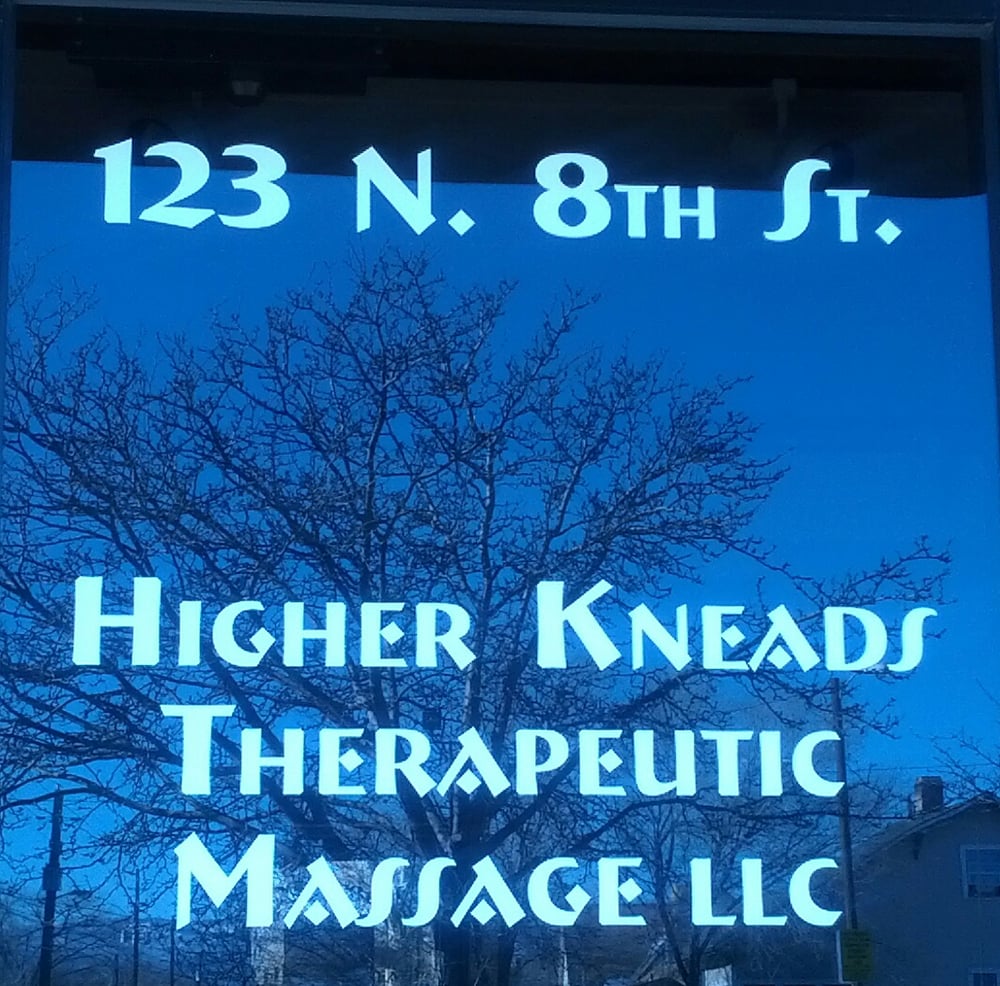 123 N. 8TH ST.
HIGHER KNEADS
THERAPEUTIC
MASSAGE LLC